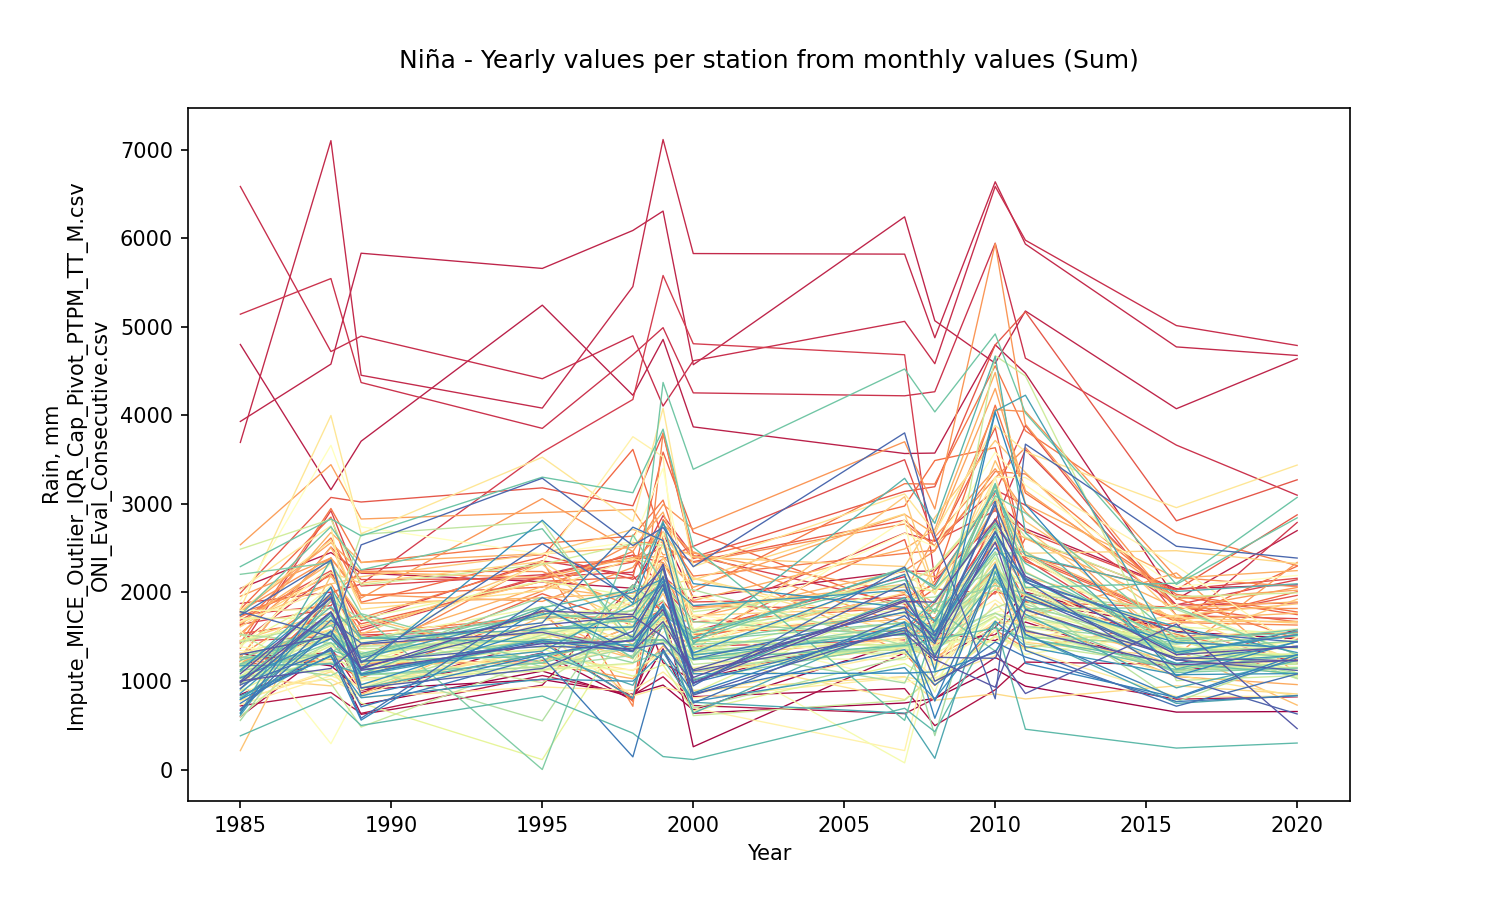 Niña - Yearly values per station from monthly values (Sum)
Rain, mm
Impute_MICE_Outlier_IQR_Cap_Pivot_PTPM_TT_M.csv
ONI_Eval_Consecutive.csv
7000
6000
5000
4000
3000
2000
1000
0
1985 1990 1995 2000 2005 2010 2015 2020
Year